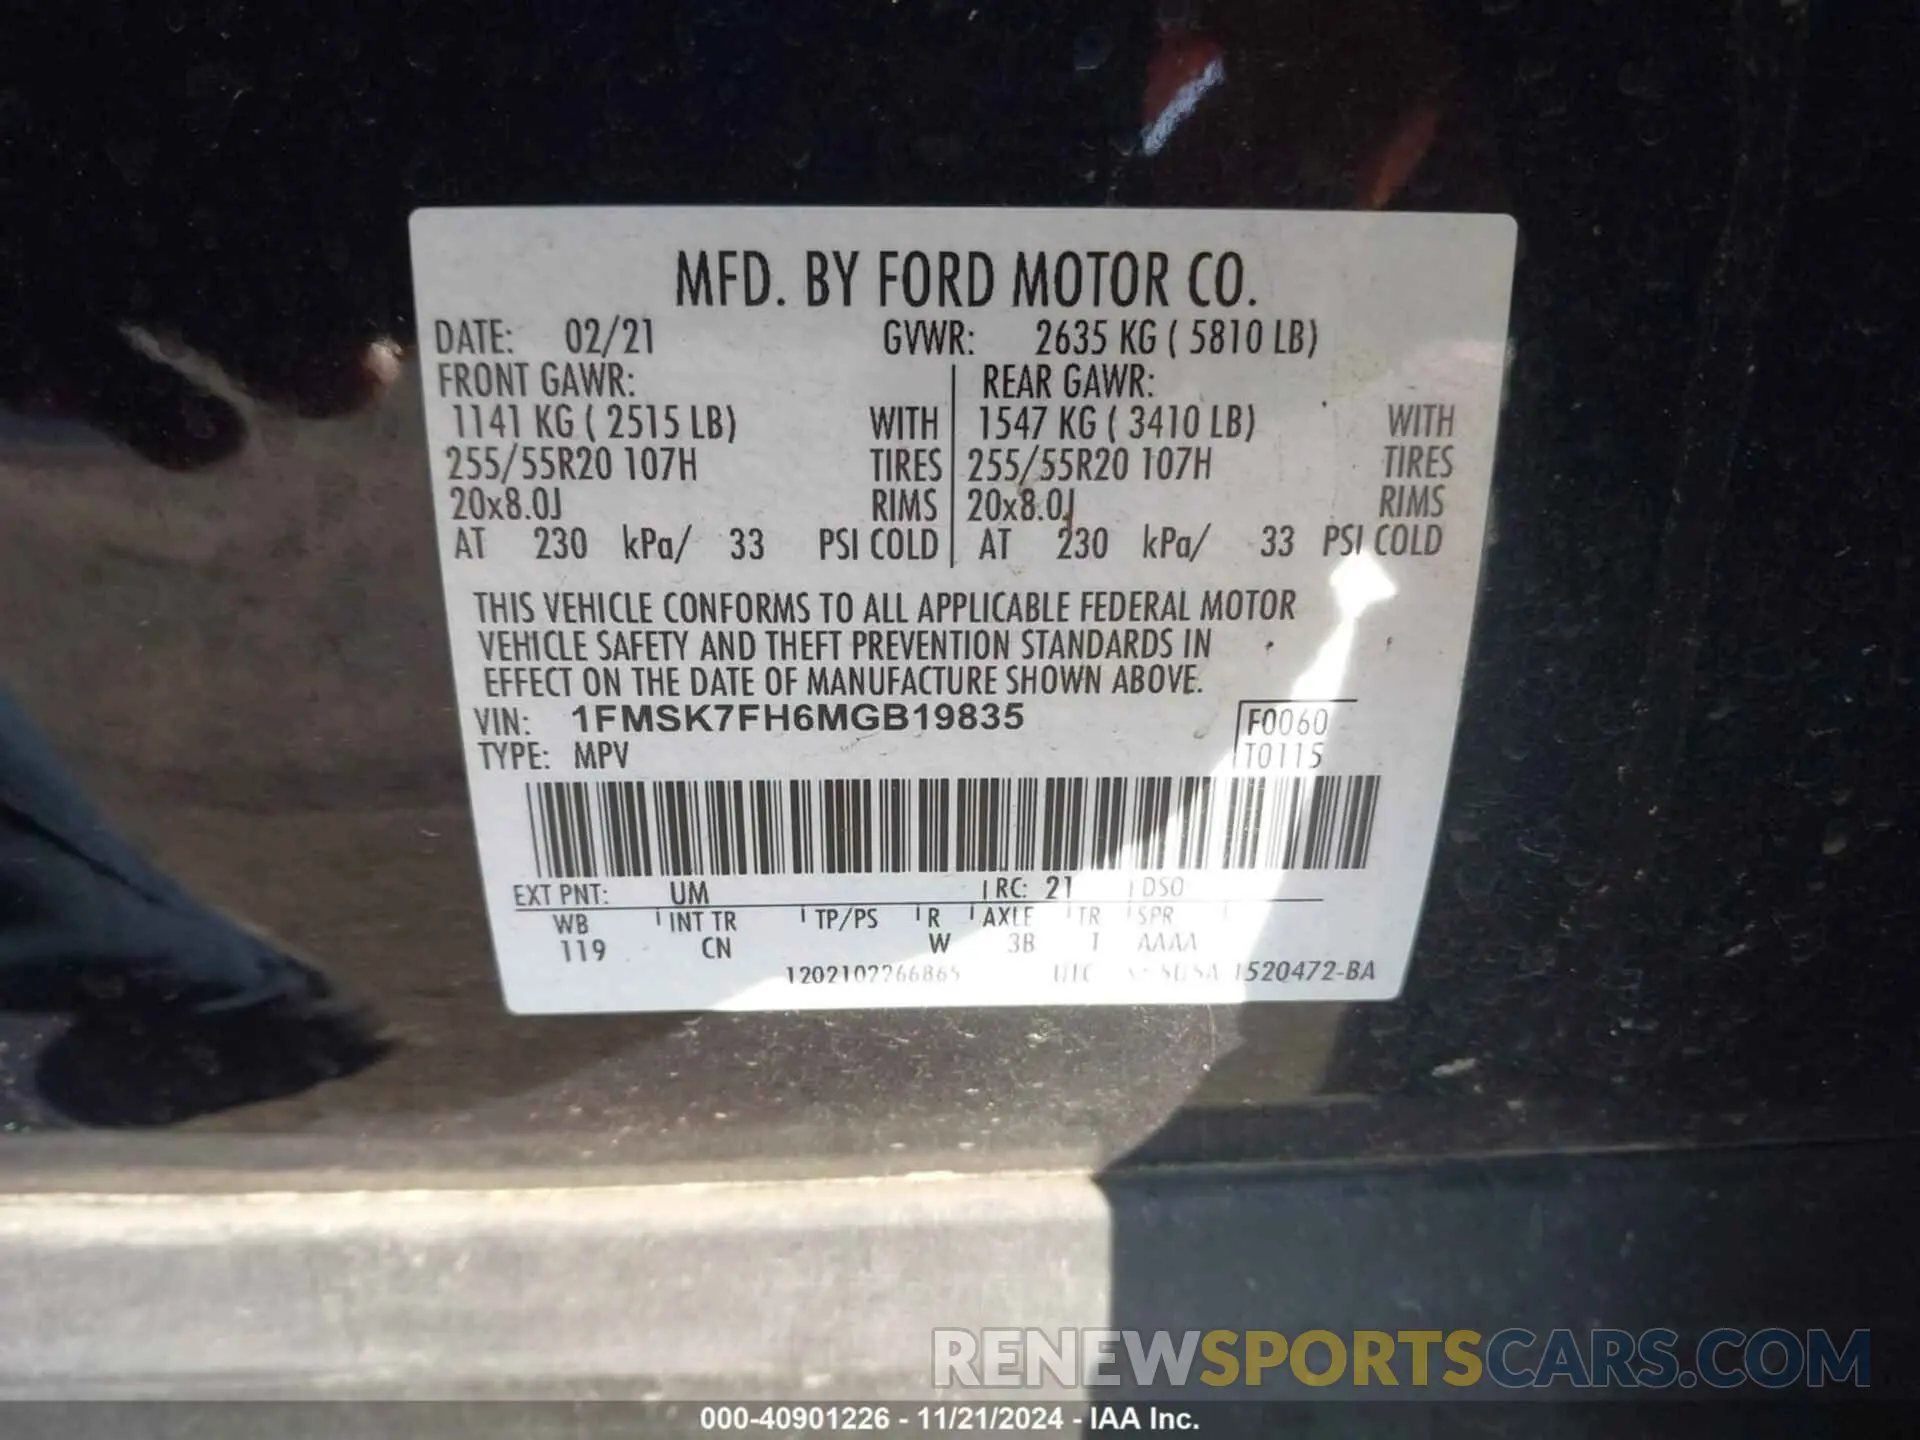 MFD. BY FORD MOTOR CO.
DATE: 02/21 GVWR: 2635 KG ( 5810 LB)
FRONT GAWR: REAR GAWR:
1141 KG ( 2515 LB) WITH 1547 KG ( 3410 LB) WITH
255/55R20 107H TIRES 255/55R20 107H TIRES
20x8.0J RIMS 20x8.0J RIMS
AT 230 kPa/ 33 PSI COLD AT 230 kPa/ 33 PSI COLD
THIS VEHICLE CONFORMS TO ALL APPLICABLE FEDERAL MOTOR
VEHICLE SAFETY AND THEFT PREVENTION STANDARDS IN
EFFECT ON THE DATE OF MANUFACTURE SHOWN ABOVE.
VIN: 1FMSK7FH6MGB19835 F0060
TYPE: MPV T0115
EXT PNT: UM RC: 21 DSO
WB INT TR TP/PS R AXLE TR SPR
119 CN W 3B T AAAA
1202102266865 UTC 1520472-BA
RENEWSPORTSCARS.COM
000-40901226 - 11/21/2024 - IAA Inc.